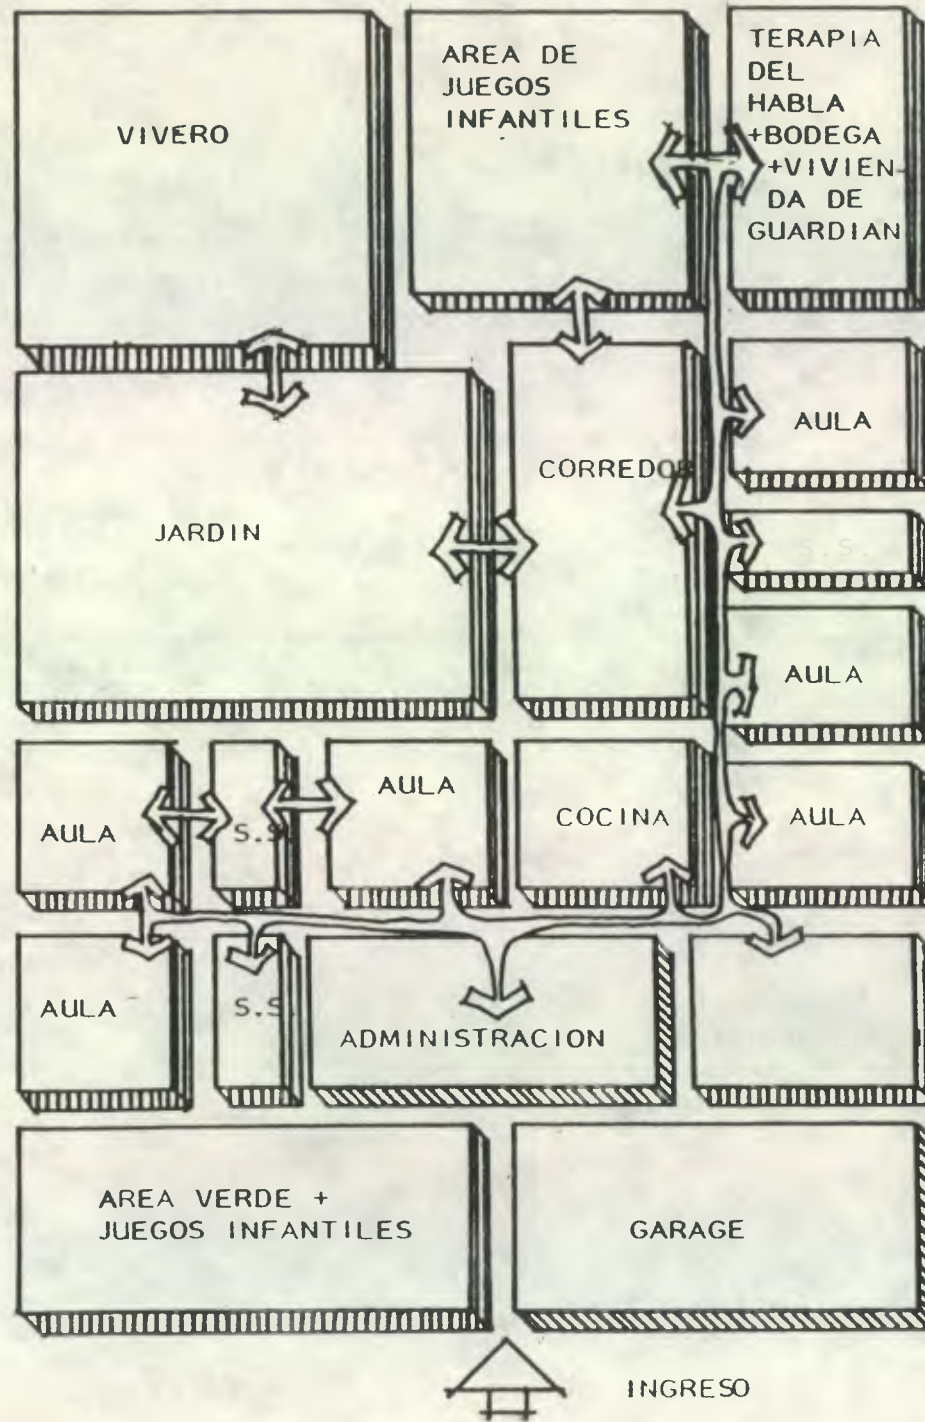 VIVERO
AREA DE
JUEGOS
INFANTILES
TERAPIA
DEL
HABLA
+BODEGA
+VIVIEN-
DA DE
GUARDIAN
AULA
CORREDOR
JARDIN
S.S.
AULA
AULA
S.S.
AULA
COCINA
AULA
AULA
S.S.
ADMINISTRACION
AREA VERDE +
JUEGOS INFANTILES
GARAGE
INGRESO